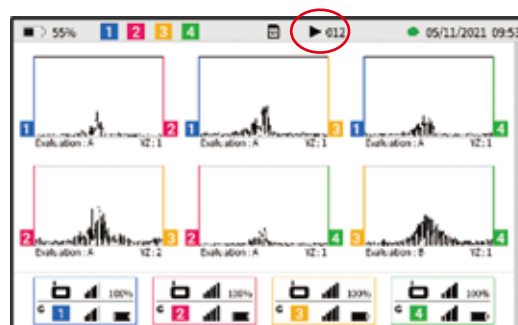 55% 1 2 3 4 012 05/11/2021 09:53
1 2 1 3 1 4
Evaluation : A YZ : 1 Evaluation : A YZ : 1 Evaluation : A YZ : 1
2 3 2 4 3 4
Evaluation : A YZ : 2 Evaluation : A YZ : 1 Evaluation : B YZ : 3
100% 100% 100% 100%
G 1 G 2 G 3 G 4